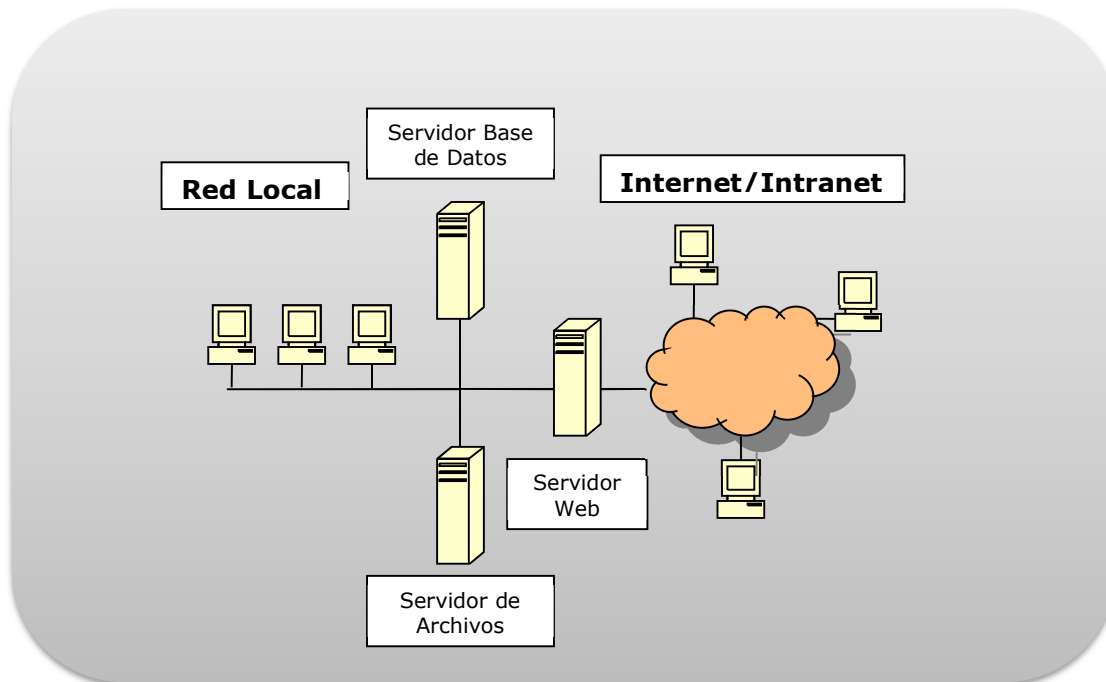 Servidor Base
de Datos
Red Local
Internet/Intranet
Servidor
Web
Servidor de
Archivos